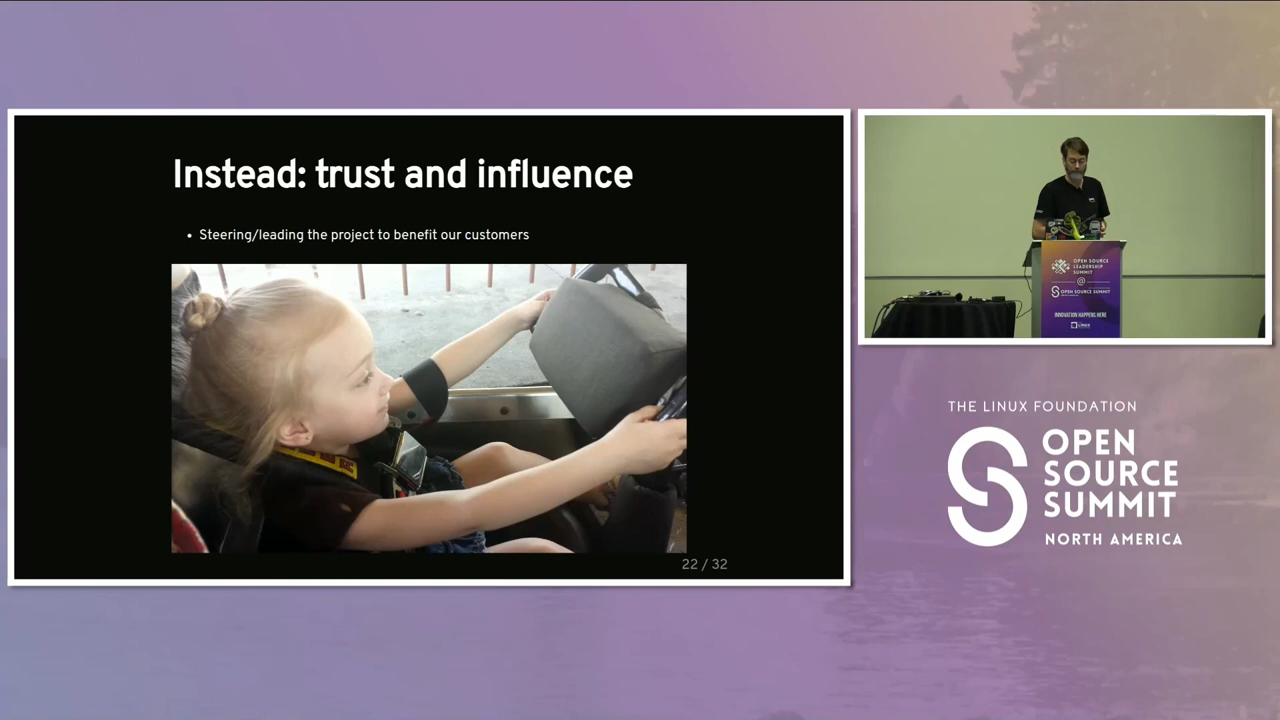 Instead: trust and influence
• Steering/leading the project to benefit our customers
22 / 32
OPEN SOURCE
LEADERSHIP
SUMMIT
@
OPEN SOURCE SUMMIT
INNOVATION HAPPENS HERE
THE LINUX FOUNDATION
OPEN
SOURCE
SUMMIT
NORTH AMERICA